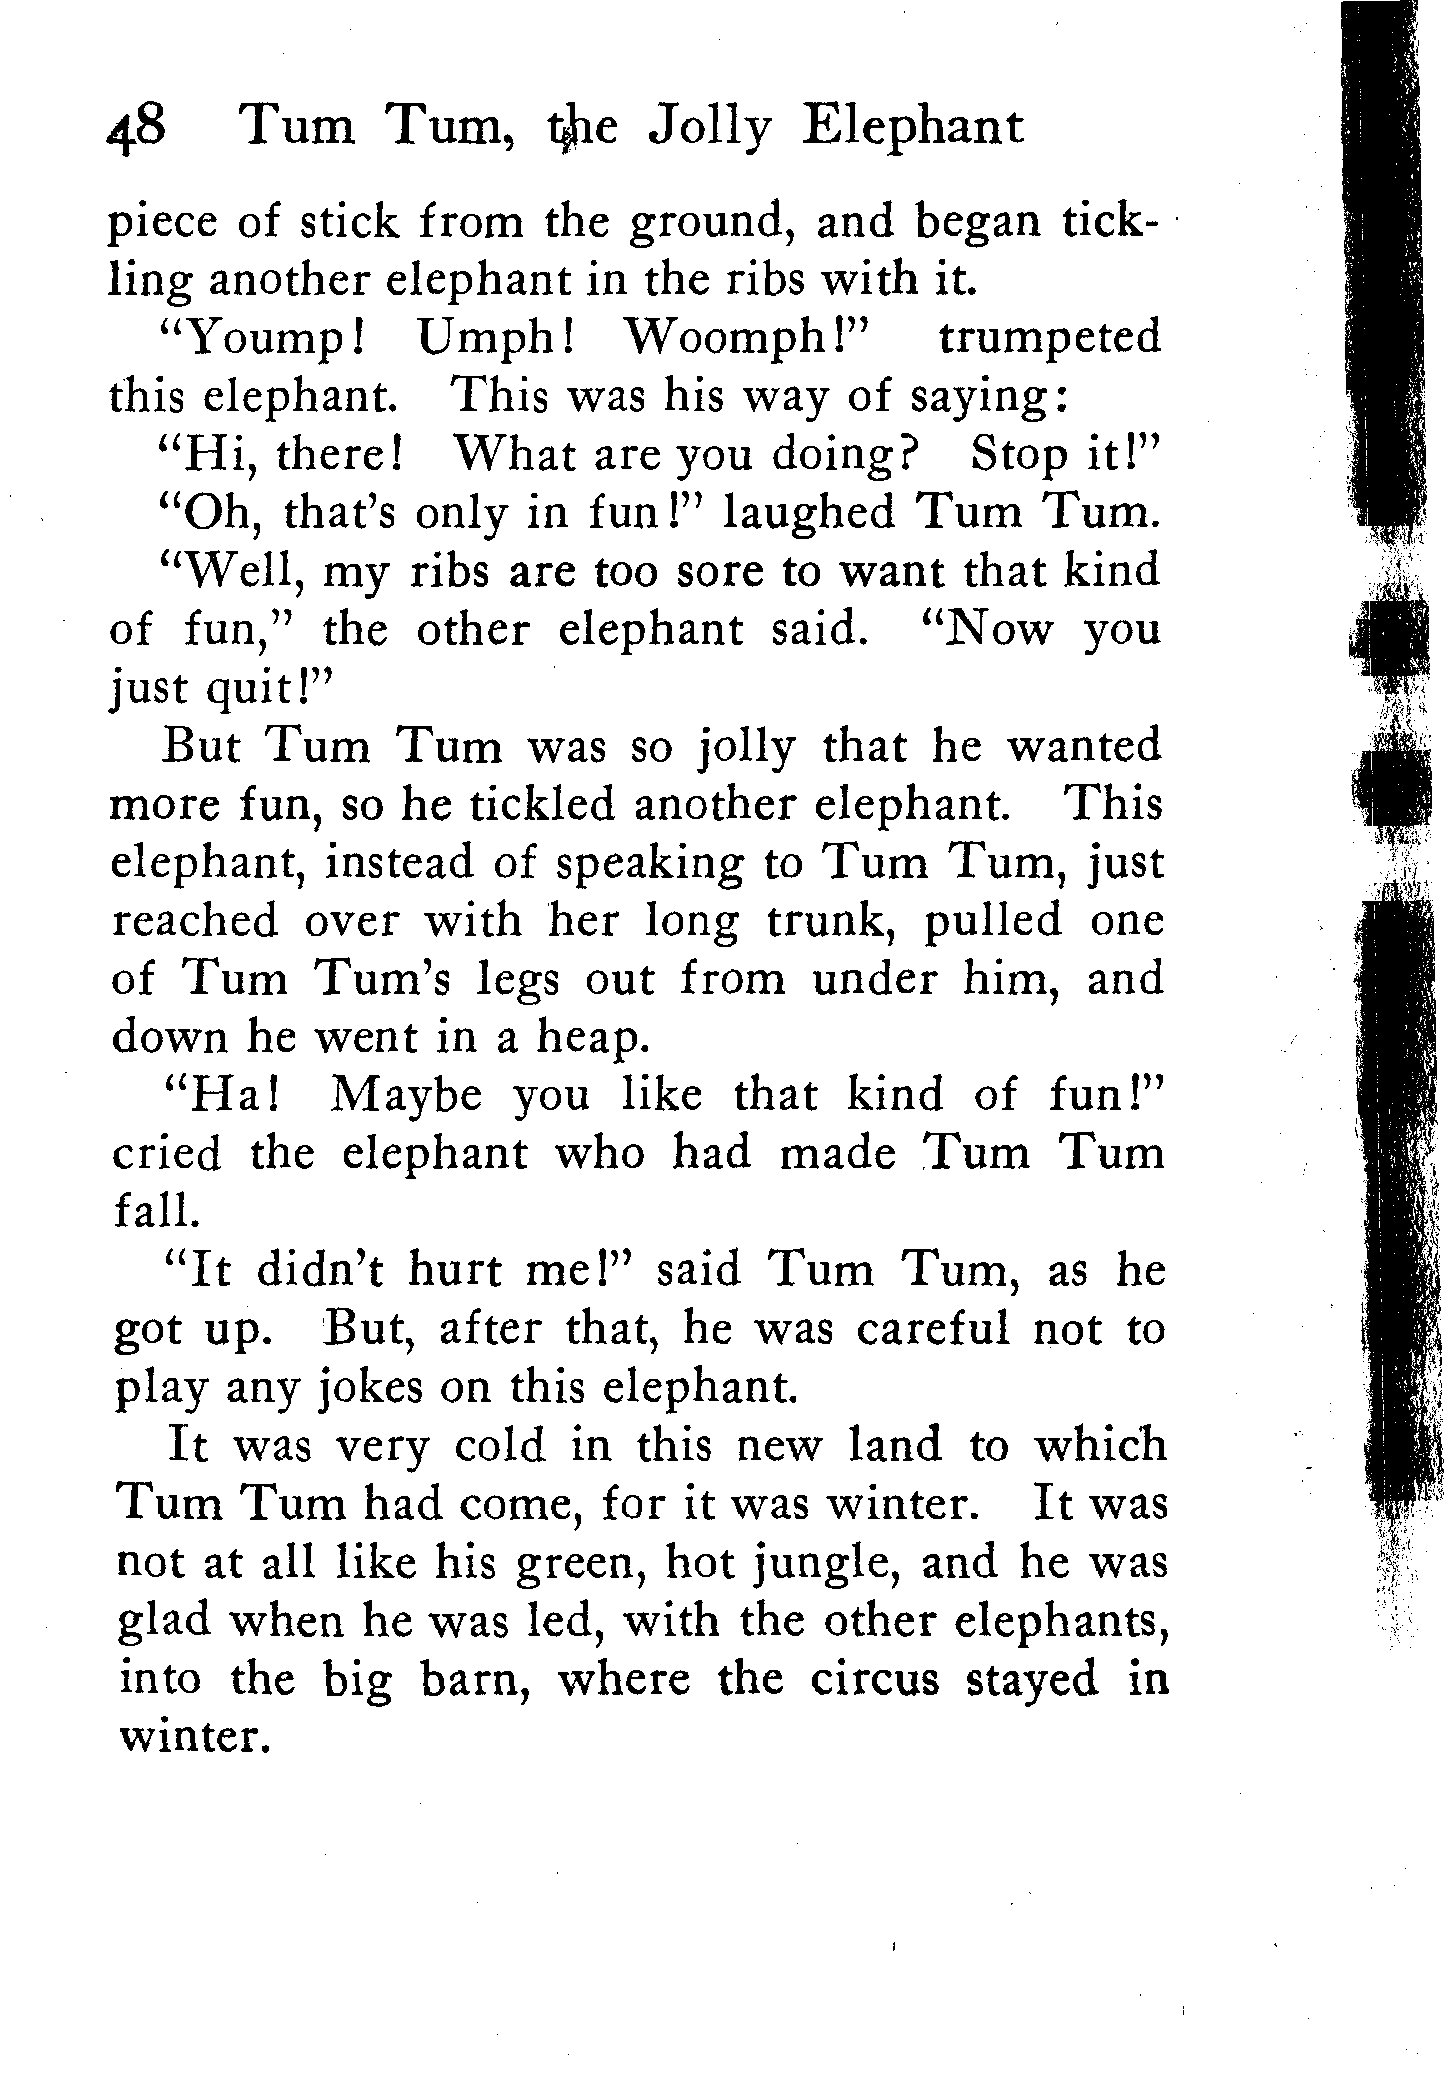 48 Tum Tum, the Jolly Elephant
piece of stick from the ground, and began tick-
ling another elephant in the ribs with it.
“Yoump! Umph! Woomph!” trumpeted
this elephant. This was his way of saying:
“Hi, there! What are you doing? Stop it!”
“Oh, that’s only in fun!” laughed Tum Tum.
“Well, my ribs are too sore to want that kind
of fun,” the other elephant said. “Now you
just quit!”
But Tum Tum was so jolly that he wanted
more fun, so he tickled another elephant. This
elephant, instead of speaking to Tum Tum, just
reached over with her long trunk, pulled one
of Tum Tum’s legs out from under him, and
down he went in a heap.
“Ha! Maybe you like that kind of fun!”
cried the elephant who had made Tum Tum
fall.
“It didn’t hurt me!” said Tum Tum, as he
got up. But, after that, he was careful not to
play any jokes on this elephant.
It was very cold in this new land to which
Tum Tum had come, for it was winter. It was
not at all like his green, hot jungle, and he was
glad when he was led, with the other elephants,
into the big barn, where the circus stayed in
winter.